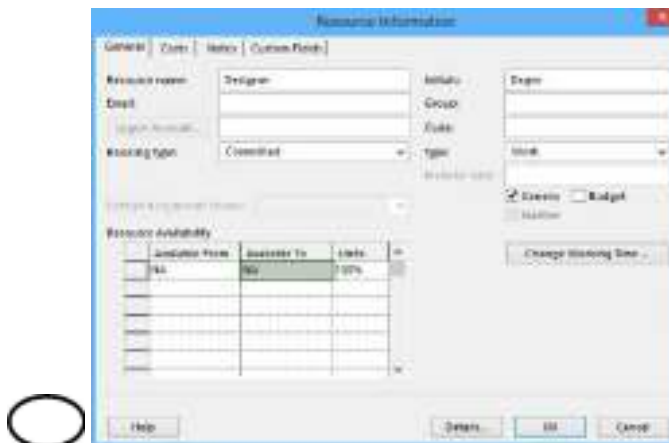 Resource Information
General Costs Notes Custom Fields
Resource name: Designer Initials:
Email: Group:
Code:
Booking type: Committed Type: Work
Generic Budget
Inactive
Resource Availability
Available From Available To Units
NA NA 100%
Change Working Time ...
Help Details... OK Cancel